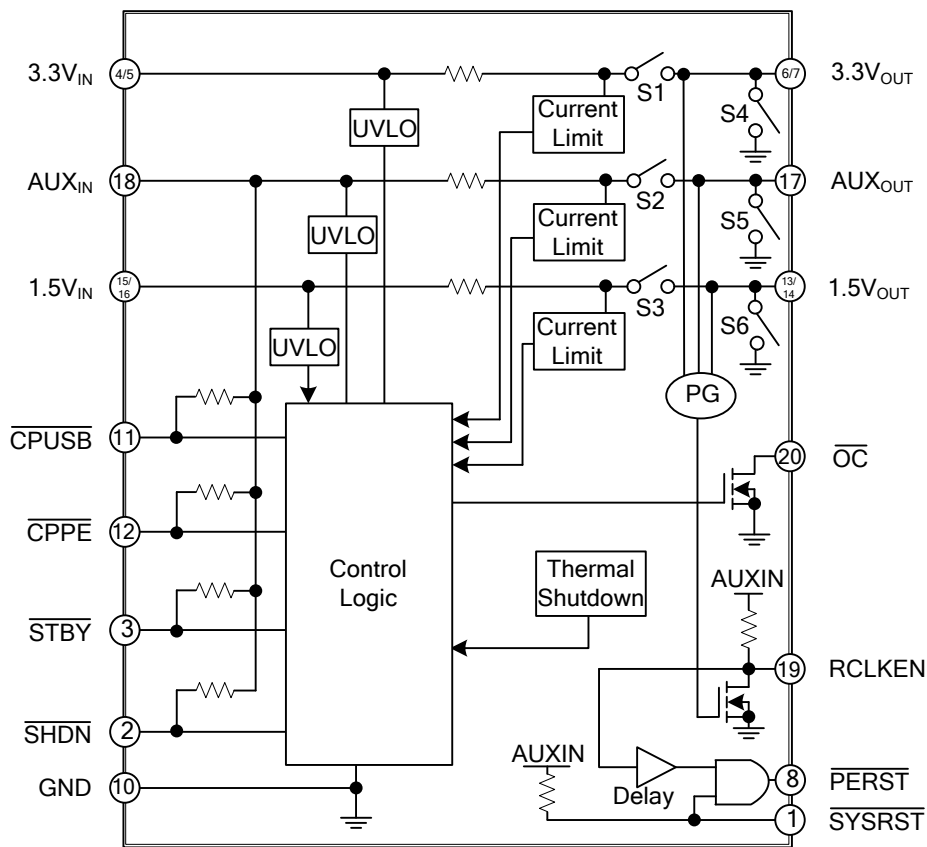 3.3VIN
4/5
6/7
3.3VOUT
S1
S4
Current
Limit
UVLO
AUXIN
18
17
AUXOUT
S2
S5
Current
Limit
UVLO
1.5VIN
15/
16
13/
14
1.5VOUT
S3
S6
Current
Limit
UVLO
PG
CPUSB
11
20
OC
CPPE
12
Control
Logic
Thermal
Shutdown
AUXIN
STBY
3
19
RCLKEN
SHDN
2
AUXIN
GND
10
Delay
8
PERST
1
SYSRST